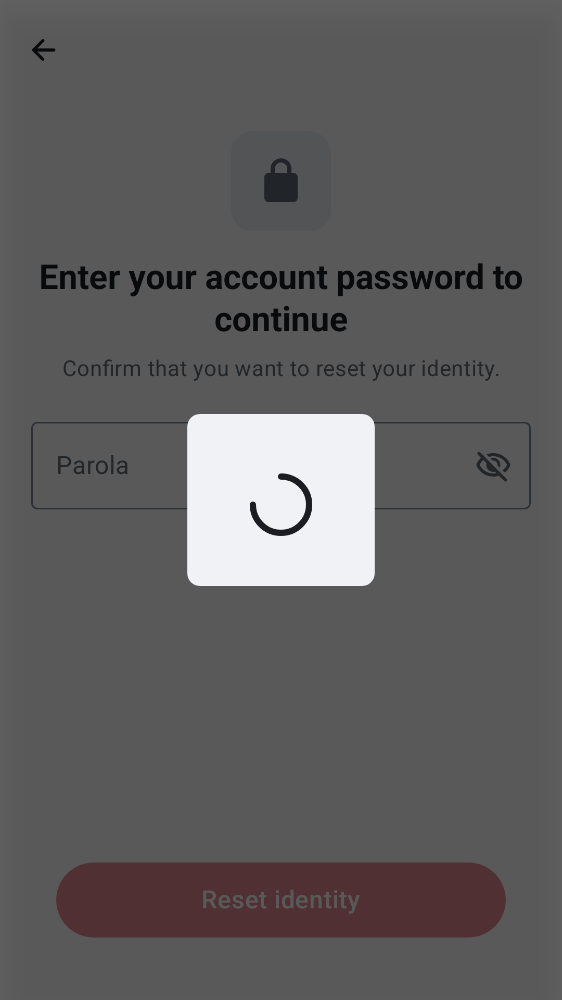 Enter your account password to
continue
Confirm that you want to reset your identity.
Parola
Reset identity